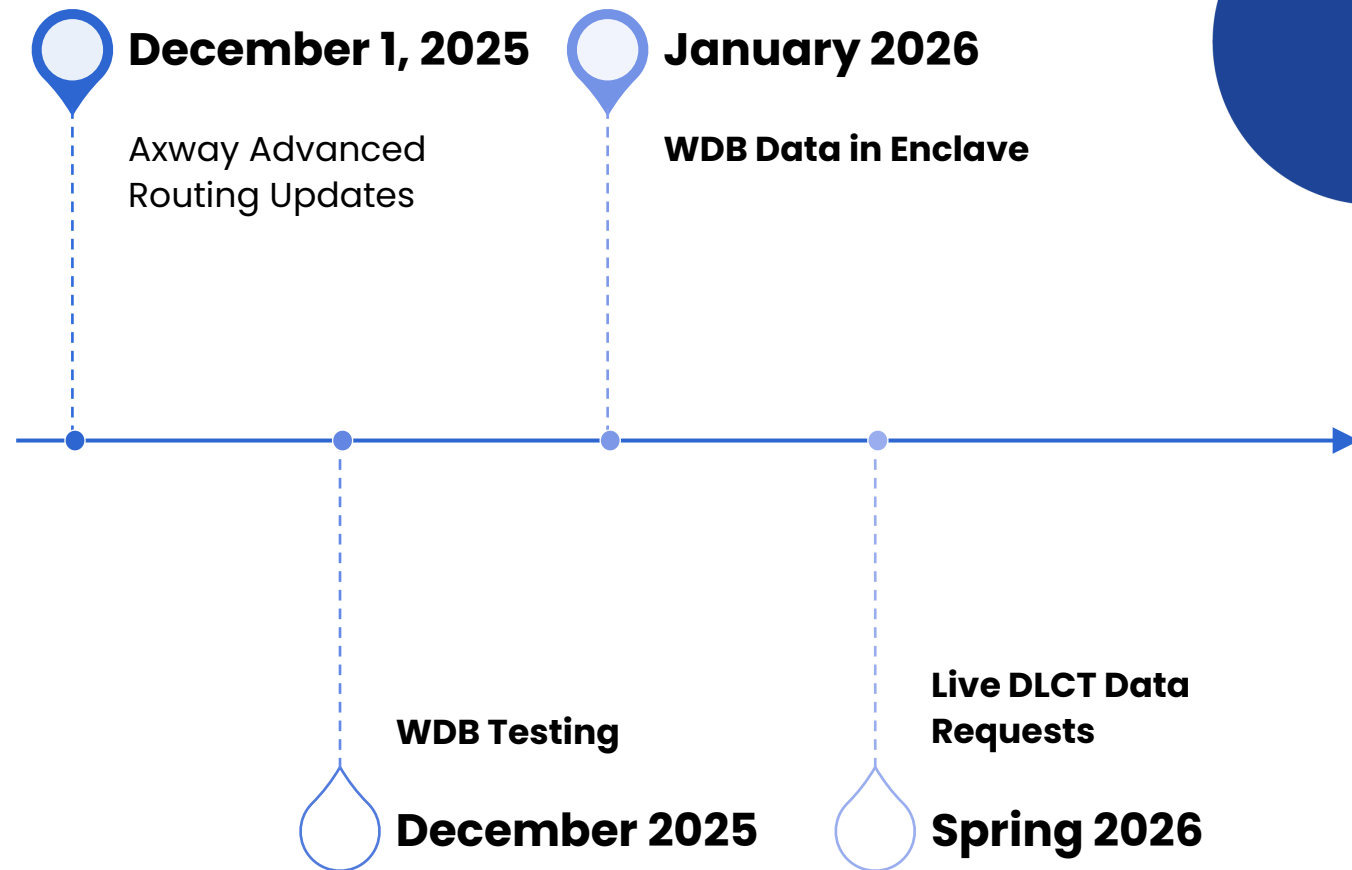 December 1, 2025
Axway Advanced
Routing Updates
January 2026
WDB Data in Enclave
WDB Testing
December 2025
Live DLCT Data
Requests
Spring 2026